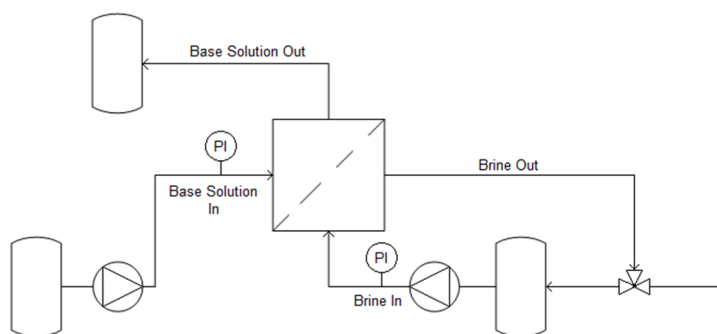 Base Solution Out
PI
Base Solution
In
Brine Out
PI
Brine In